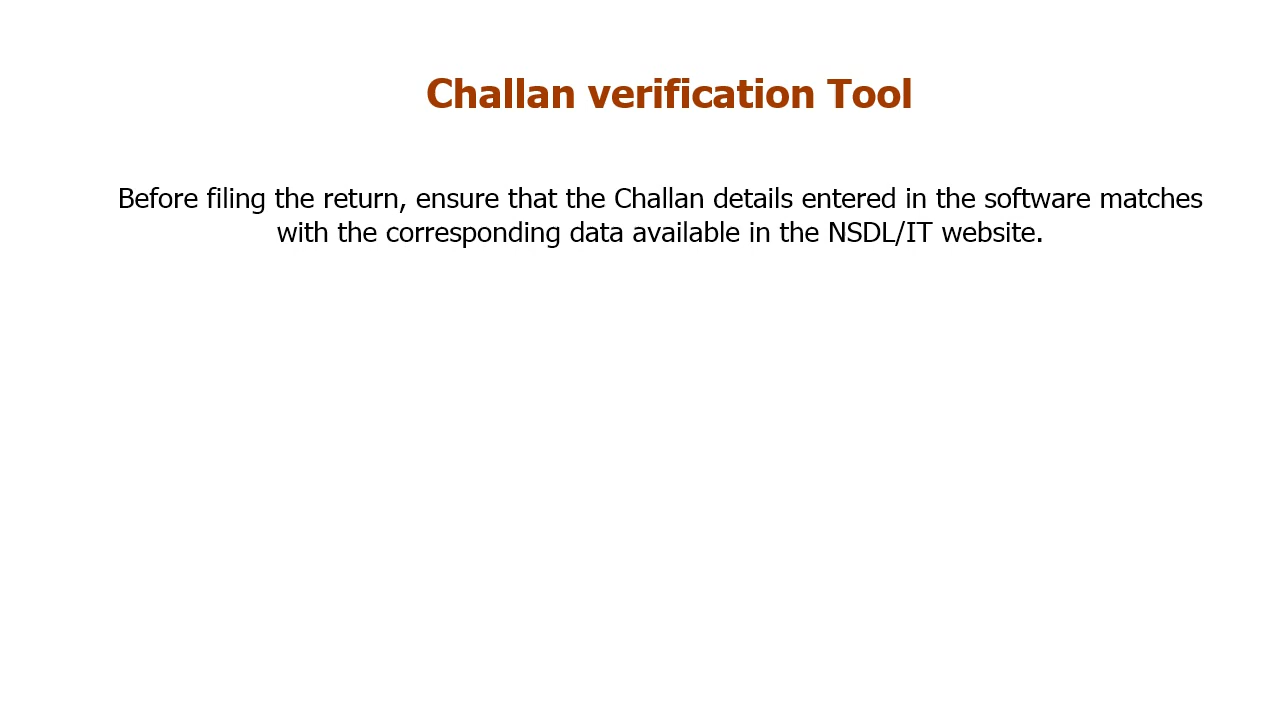 Challan verification Tool
Before filing the return, ensure that the Challan details entered in the software matches
with the corresponding data available in the NSDL/IT website.